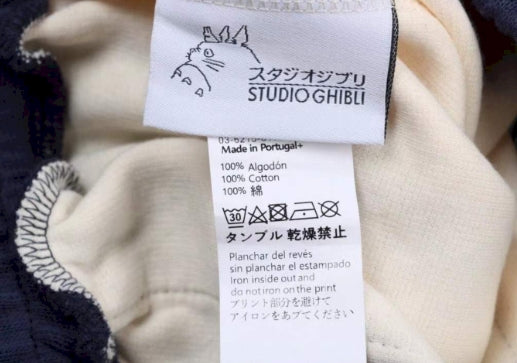 スタジオジブリ
STUDIO GHIBLI
Made in Portugal+
100% Algodón
100% Cotton
100% 綿
30
タンブル 乾燥禁止
Planchar del revés
sin planchar el estampado
Iron inside out and
do not iron on the print
プリント部分を避けて
アイロンをあブてください